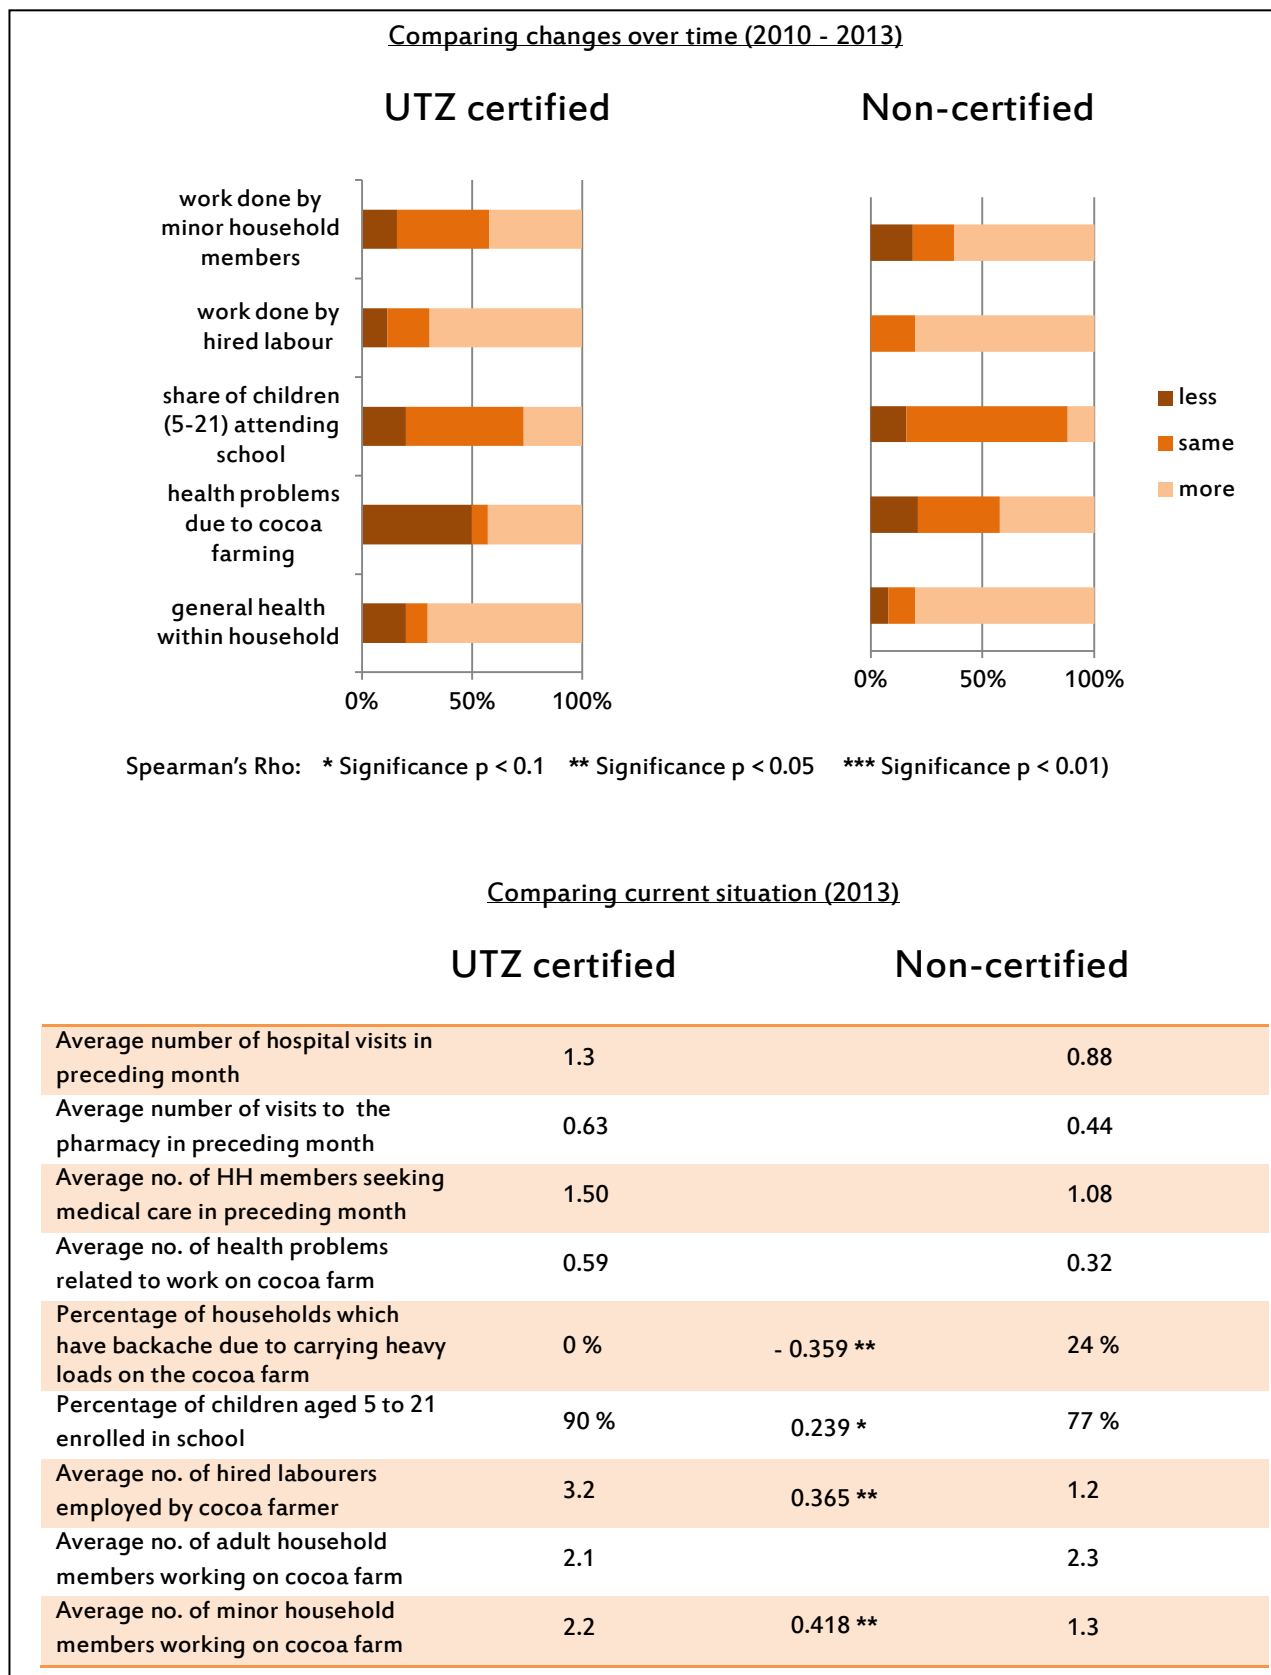 Comparing changes over time (2010 - 2013)
UTZ certified
Non-certified
work done by
minor household
members
work done by
hired labour
share of children
(5-21) attending
school
health problems
due to cocoa
farming
general health
within household
0%
50%
100%
0%
50%
100%
less
same
more
Spearman's Rho: * Significance p < 0.1 ** Significance p < 0.05 *** Significance p < 0.01)
Comparing current situation (2013)
UTZ certified
Non-certified
Average number of hospital visits in
preceding month
1.3
0.88
Average number of visits to the
pharmacy in preceding month
0.63
0.44
Average no. of HH members seeking
medical care in preceding month
1.50
1.08
Average no. of health problems
related to work on cocoa farm
0.59
0.32
Percentage of households which
have backache due to carrying heavy
loads on the cocoa farm
0 %
- 0.359 **
24 %
Percentage of children aged 5 to 21
enrolled in school
90 %
0.239 *
77 %
Average no. of hired labourers
employed by cocoa farmer
3.2
0.365 **
1.2
Average no. of adult household
members working on cocoa farm
2.1
2.3
Average no. of minor household
members working on cocoa farm
2.2
0.418 **
1.3